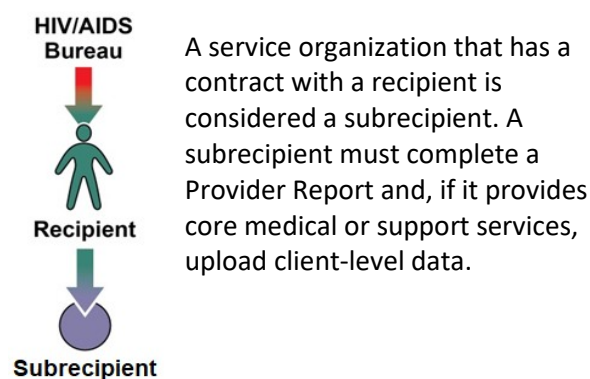 HIV/AIDS
Bureau
Recipient
Subrecipient
A service organization that has a
contract with a recipient is
considered a subrecipient. A
subrecipient must complete a
Provider Report and, if it provides
core medical or support services,
upload client-level data.